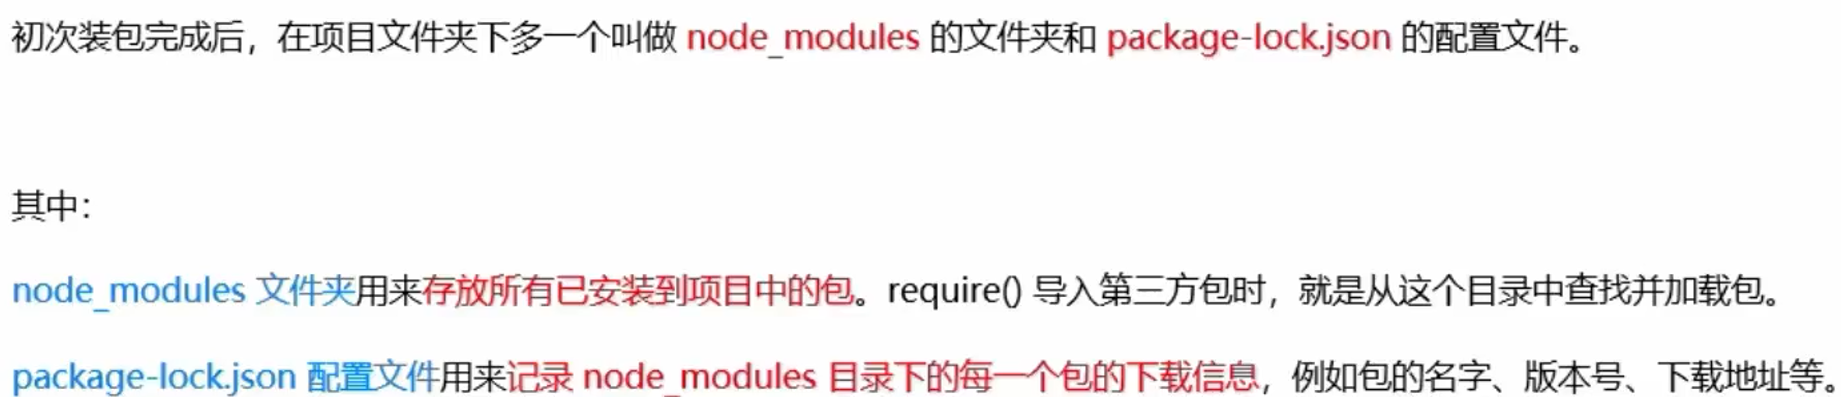 初次装包完成后，在项目文件夹下多一个叫做 node_modules 的文件夹和 package-lock.json 的配置文件。
其中：
node_modules 文件夹用来存放所有已安装到项目中的包。require() 导入第三方包时，就是从这个目录中查找并加载包。
package-lock.json 配置文件用来记录 node_modules 目录下的每一个包的下载信息，例如包的名字、版本号、下载地址等。